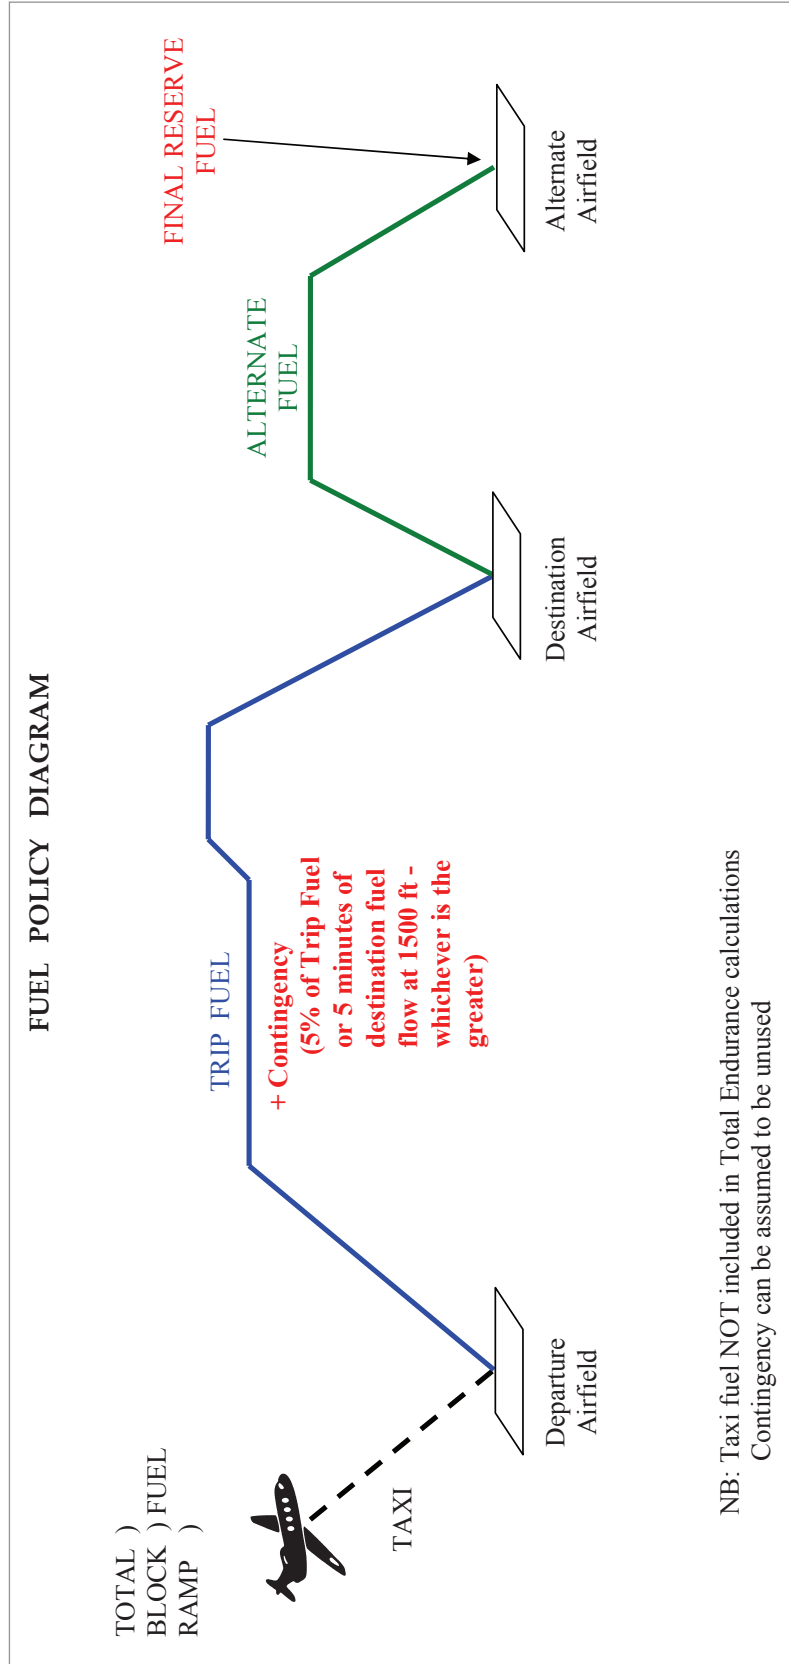 FUEL POLICY DIAGRAM
TOTAL )
BLOCK ) FUEL
RAMP )
TAXI
TRIP FUEL
+ Contingency
(5% of Trip Fuel
or 5 minutes of
destination fuel
flow at 1500 ft -
whichever is the
greater)
ALTERNATE
FUEL
FINAL RESERVE
FUEL
Departure
Airfield
Destination
Airfield
Alternate
Airfield
NB: Taxi fuel NOT included in Total Endurance calculations
Contingency can be assumed to be unused